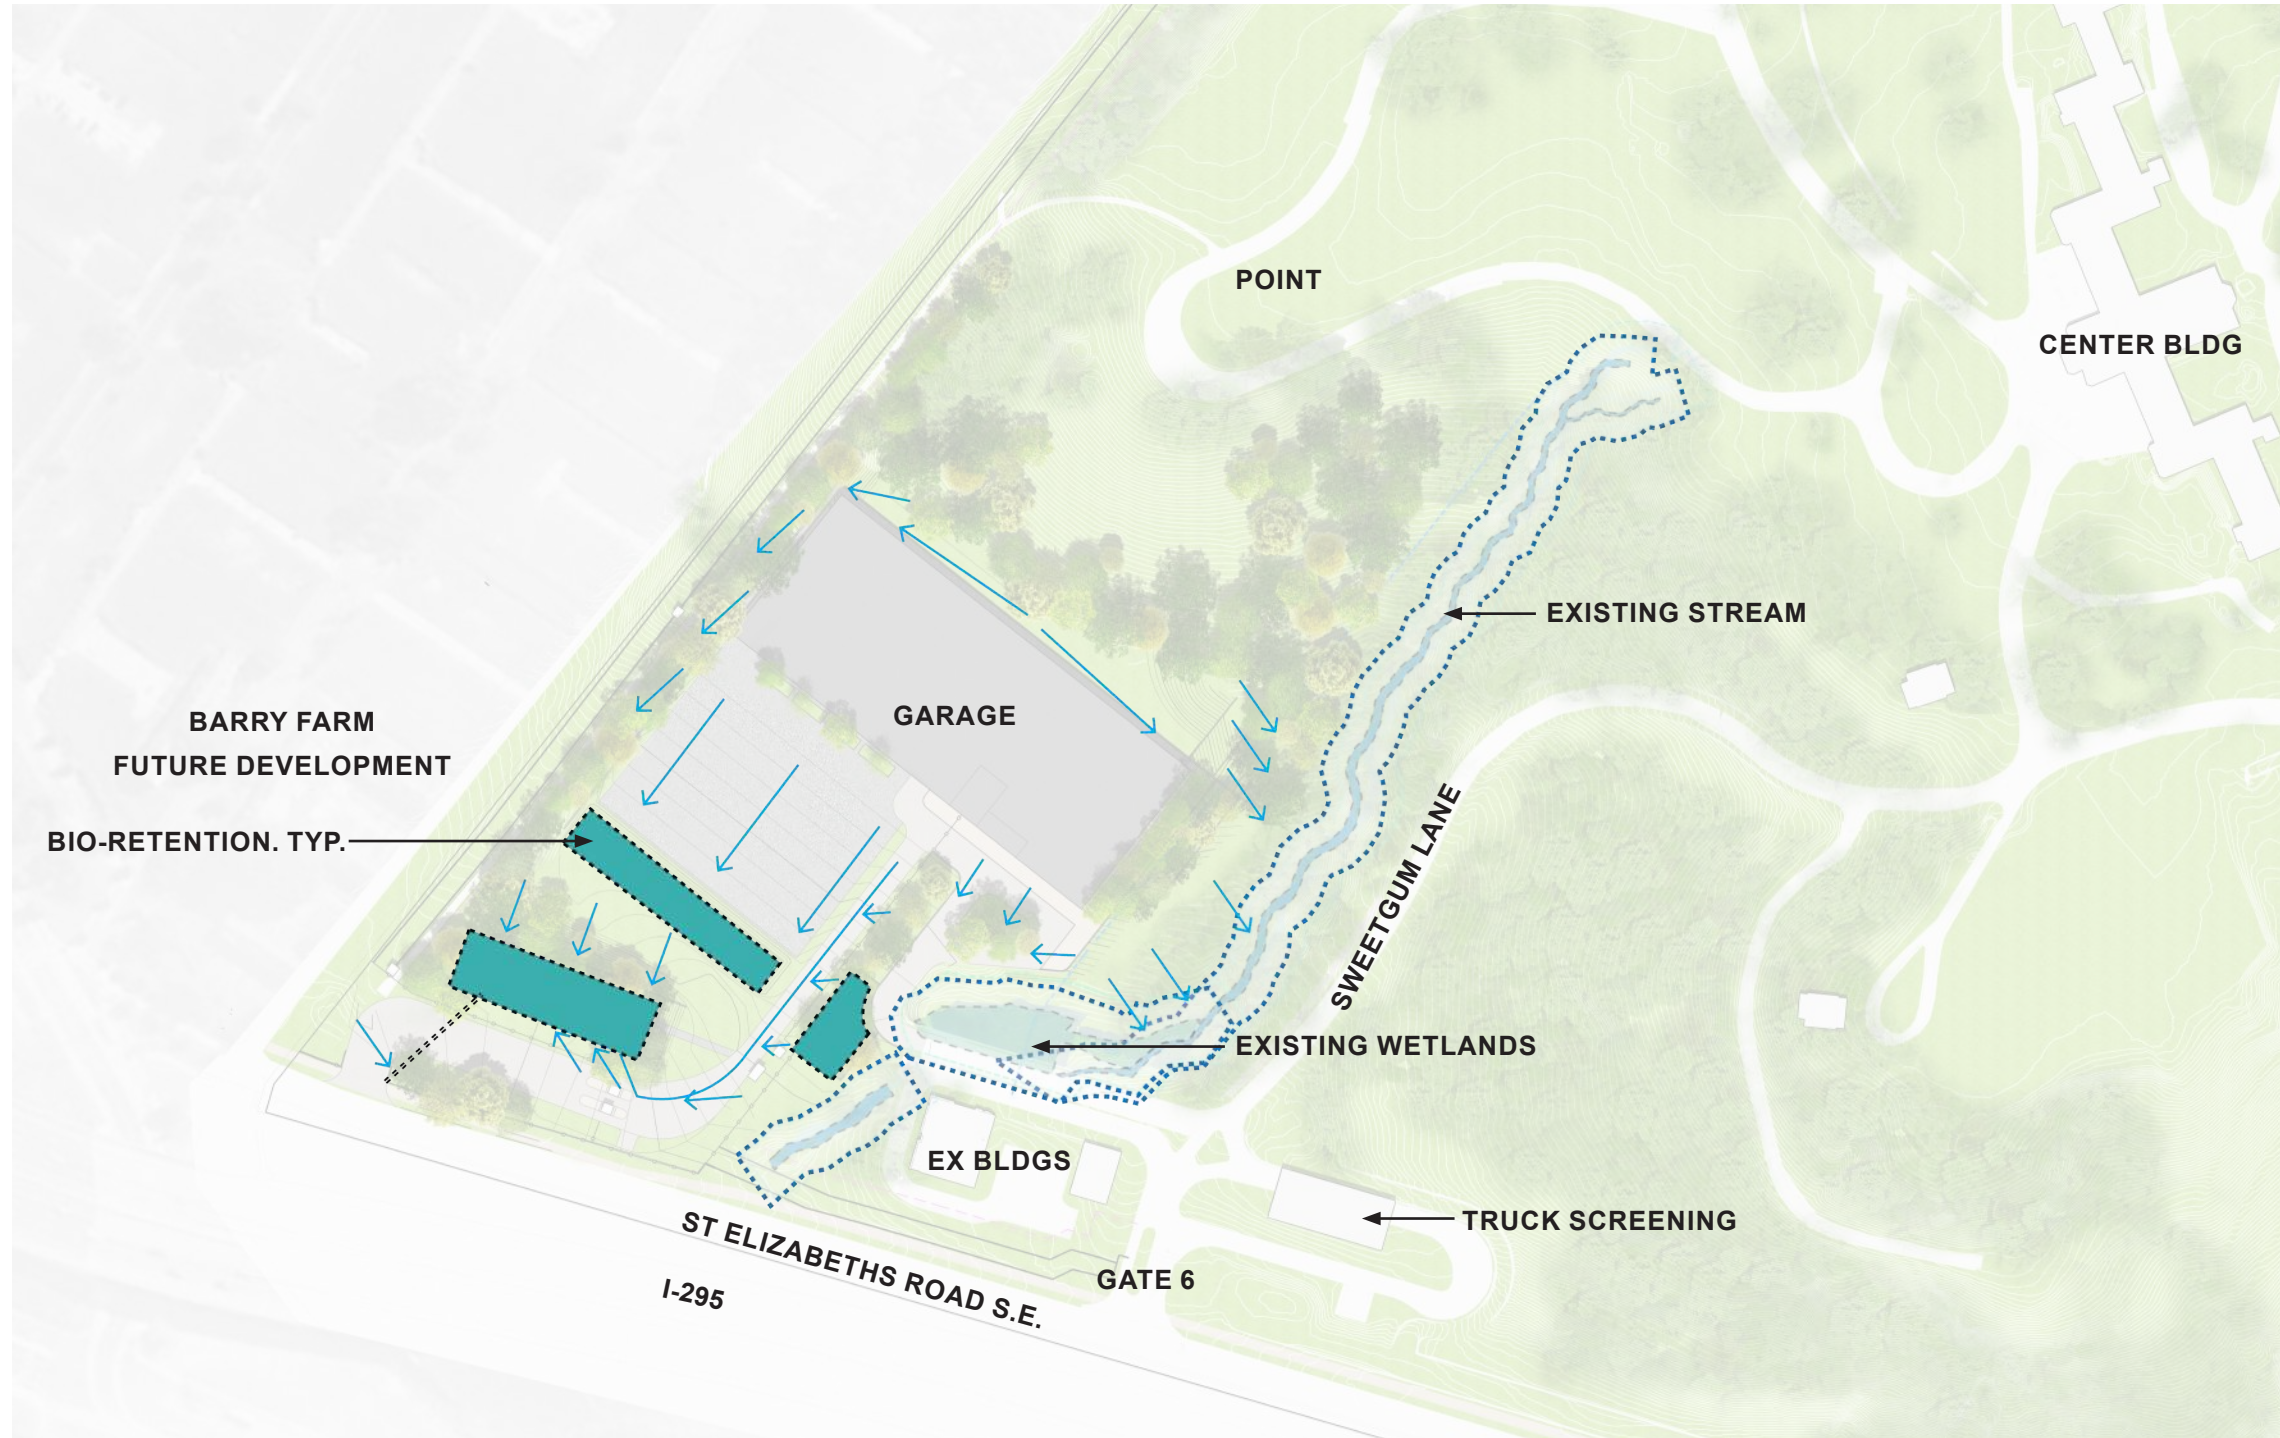 POINT
CENTER BLDG
EXISTING STREAM
GARAGE
BARRY FARM
FUTURE DEVELOPMENT
BIO-RETENTION. TYP.
SWEETGUM LANE
EXISTING WETLANDS
EX BLDGS
TRUCK SCREENING
ST ELIZABETHS ROAD S.E.
GATE 6
I-295